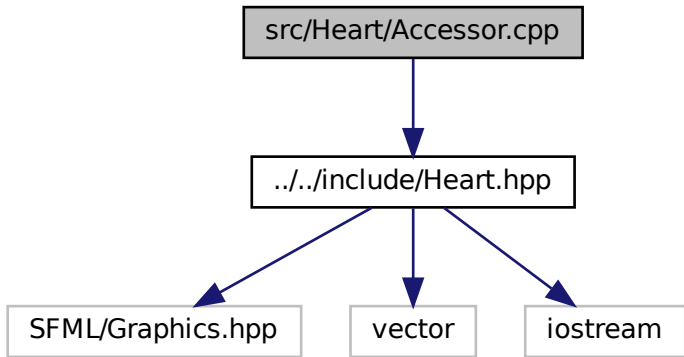 src/Heart/Accessor.cpp
../../include/Heart.hpp
SFML/Graphics.hpp
vector
iostream